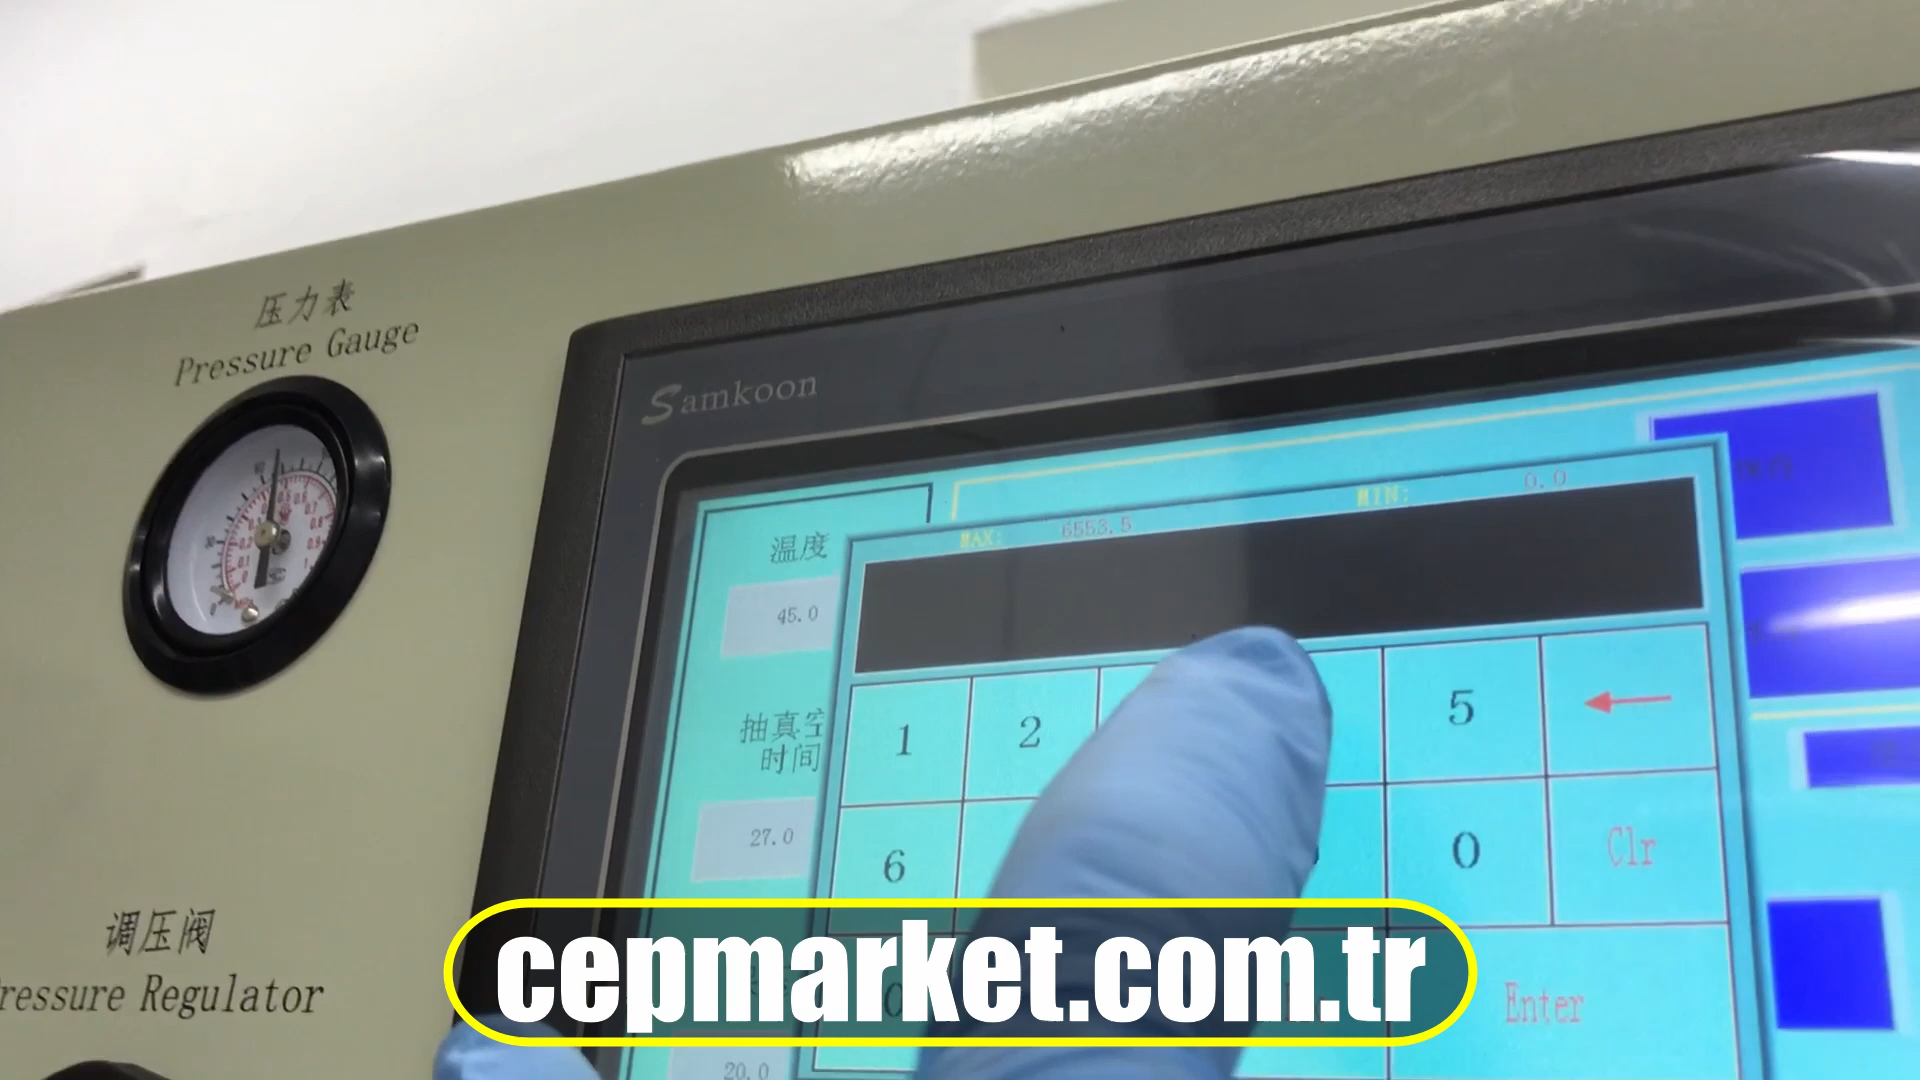 压力表
Pressure Gauge
Samkoon
MAX: 6553.5 MIN: 0.0
温度
45.0
1 2 5
抽真空
时间
27.0
6 0 Clr
调压阀
ressure Regulator
cepmarket.com.tr
Enter
20.0